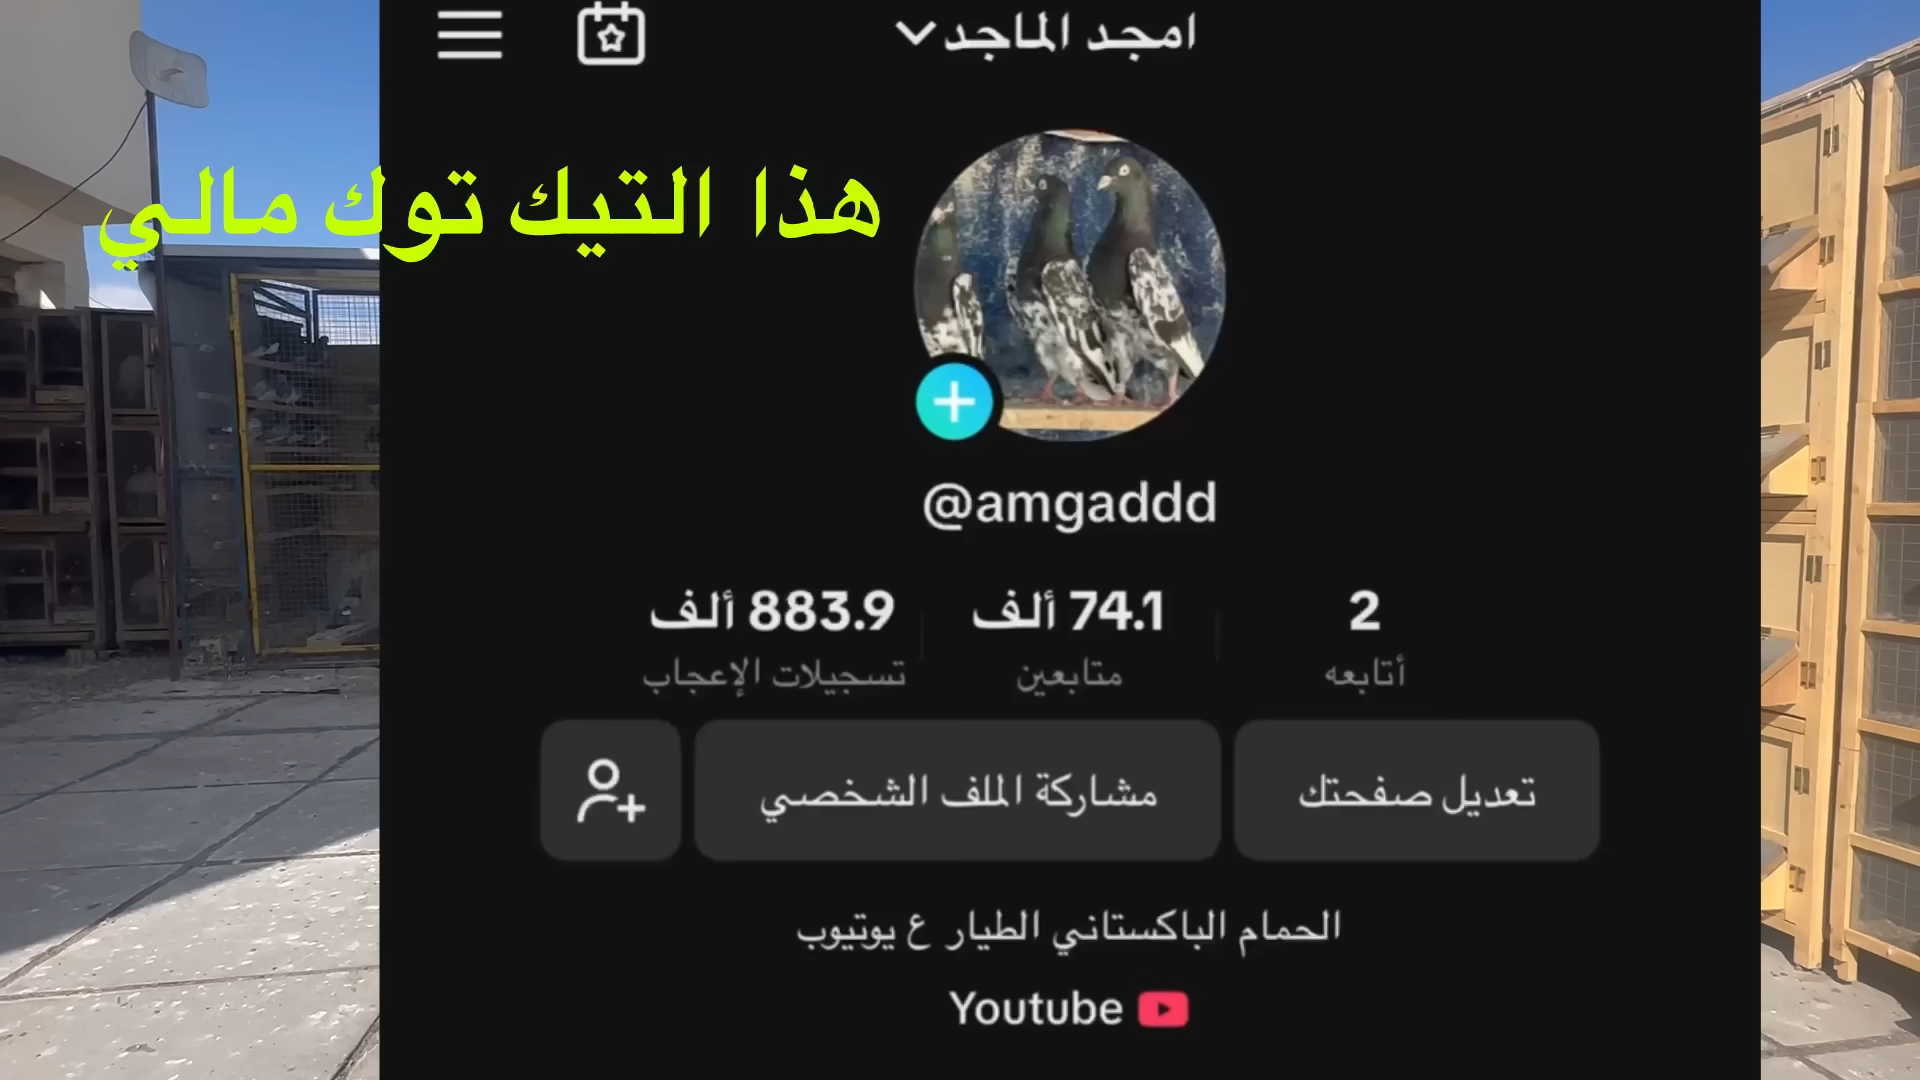 امجد الماجد
هذا التيك توك مالي
@amgaddd
2 74.1 ألف 883.9 ألف
أتابعه متابعين تسجيلات الإعجاب
تعديل صفحتك مشاركة الملف الشخصي
الحمام الباكستاني الطيار ع يوتيوب
Youtube